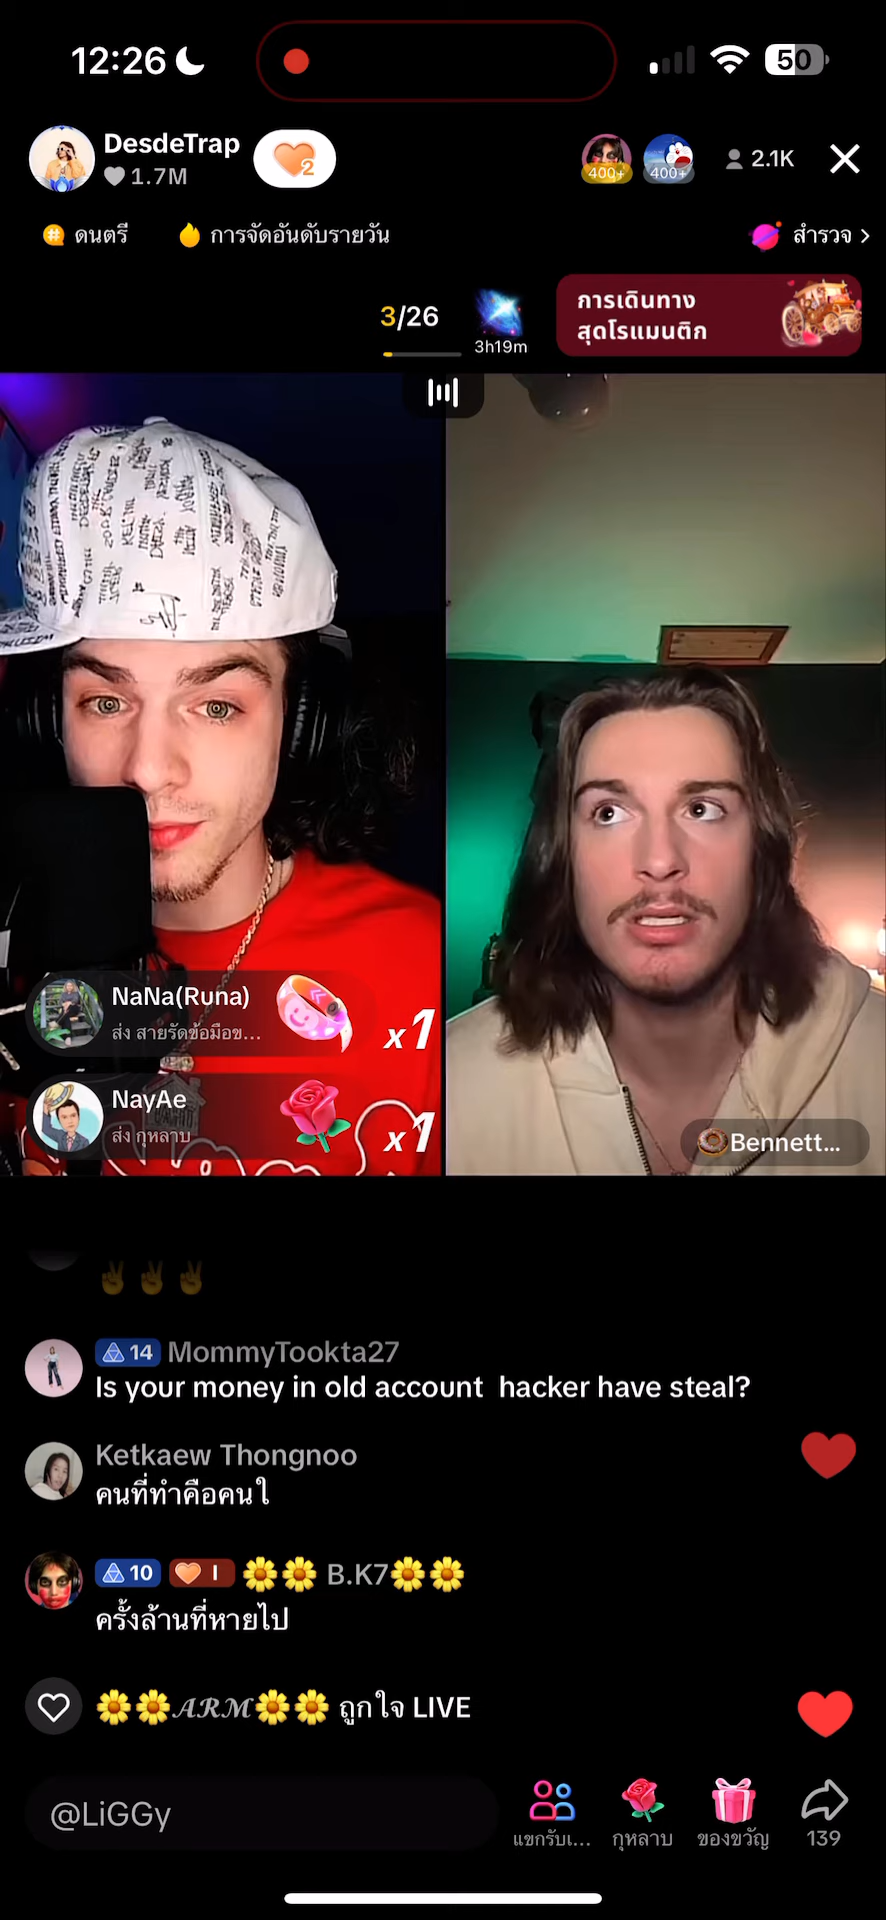 12:26
50
DesdeTrap
1.7M
2
400+
400+
2.1K
ดนตรี
การจัดอันดับรายวัน
สำรวจ >
3/26
3h19m
การเดินทาง
สุดโรแมนติก
NaNa(Runa)
ส่ง สายรัดข้อมือข...
x1
NayAe
ส่ง กุหลาบ
x1
Bennett...
14 MommyTookta27
Is your money in old account hacker have steal?
Ketkaew Thongnoo
คนที่ทำคือคนใ
10 I B.K7
ครั้งล้านที่หายไป
ARM ถูกใจ LIVE
@LiGGy
แขกรับเ...
กุหลาบ
ของขวัญ
139